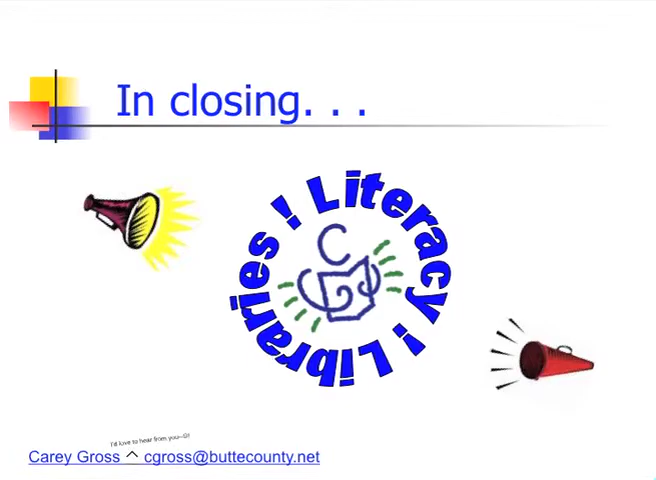 In closing. . .
Literacy ! Libraries !
I'd love to hear from you--
Carey Gross ^ cgross@buttecounty.net